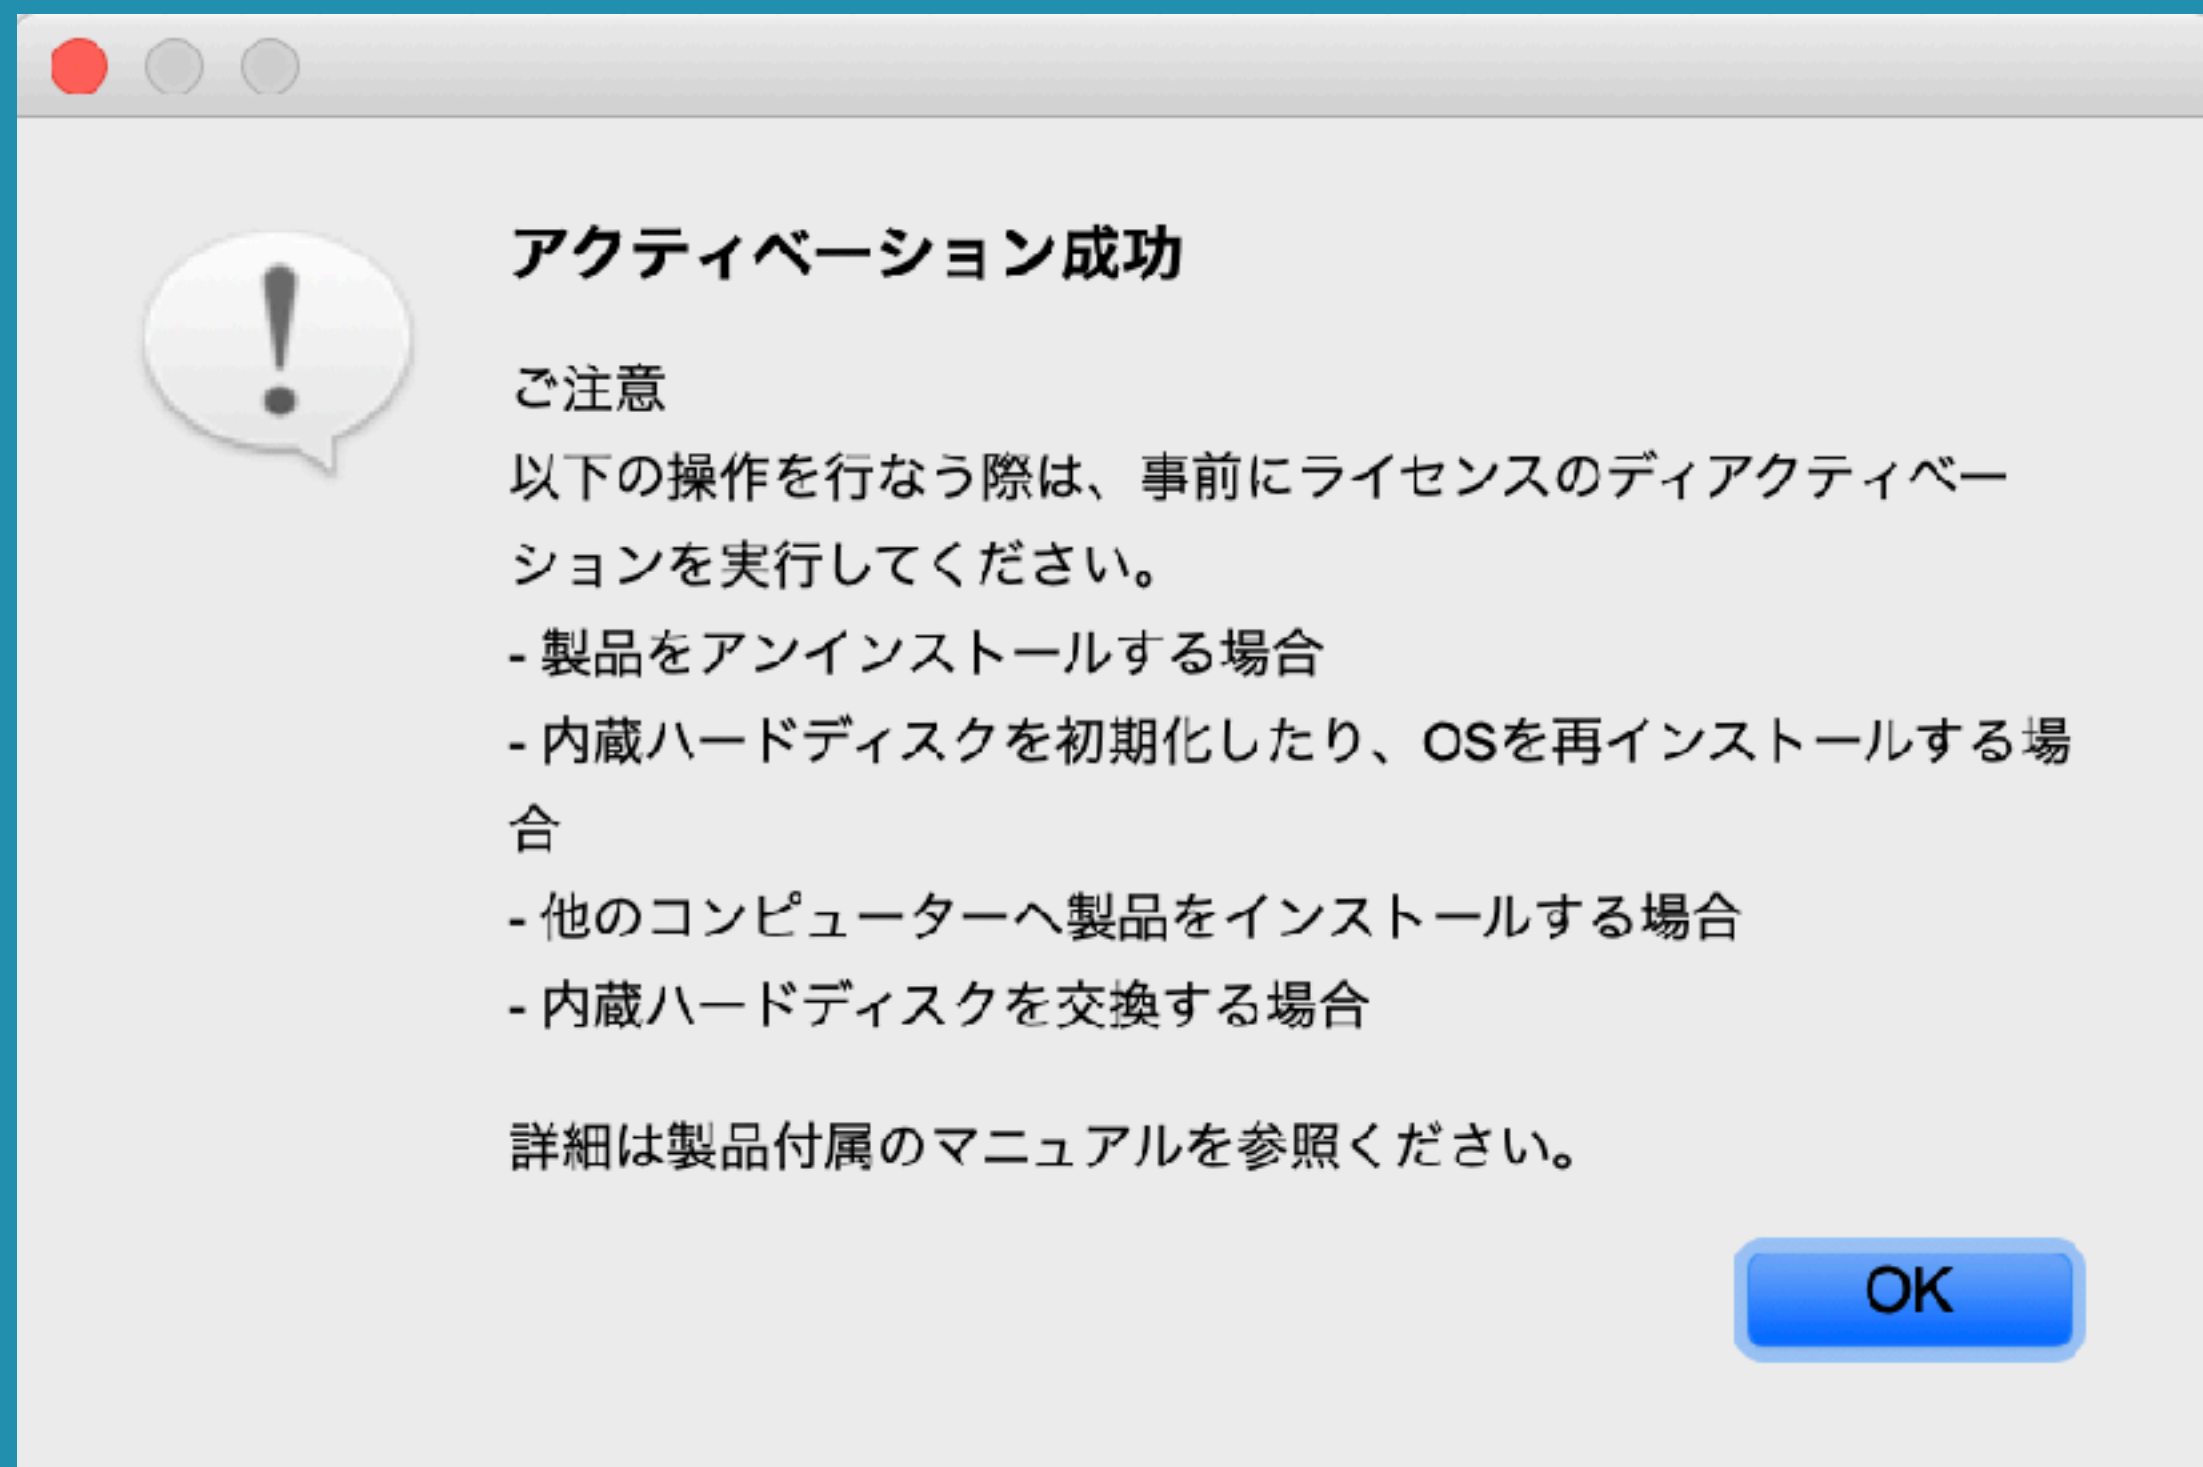 アクティベーション成功
ご注意
以下の操作を行なう際は、事前にライセンスのディアクティベー
ションを実行してください。
- 製品をアンインストールする場合
- 内蔵ハードディスクを初期化したり、OSを再インストールする場
合
- 他のコンピューターへ製品をインストールする場合
- 内蔵ハードディスクを交換する場合
詳細は製品付属のマニュアルを参照ください。
OK